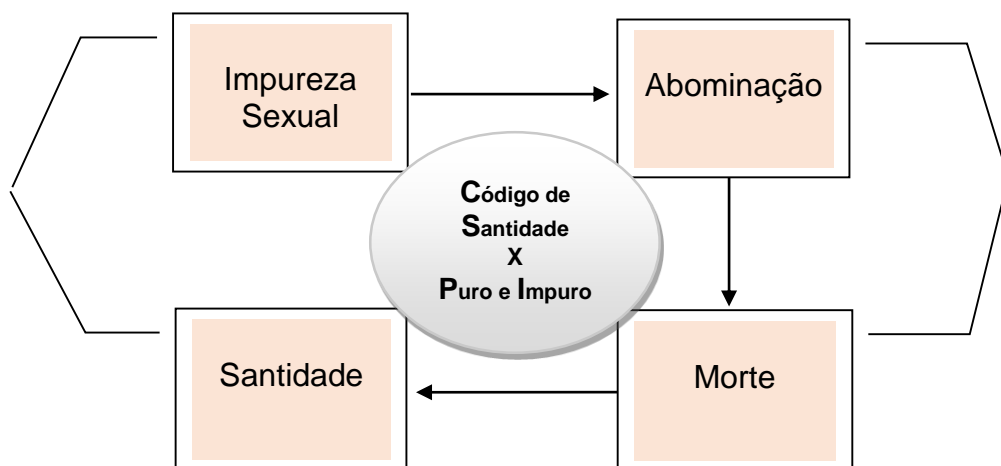 Impureza
Sexual
Abominação
Código de
Santidade
X
Puro e Impuro
Santidade
Morte